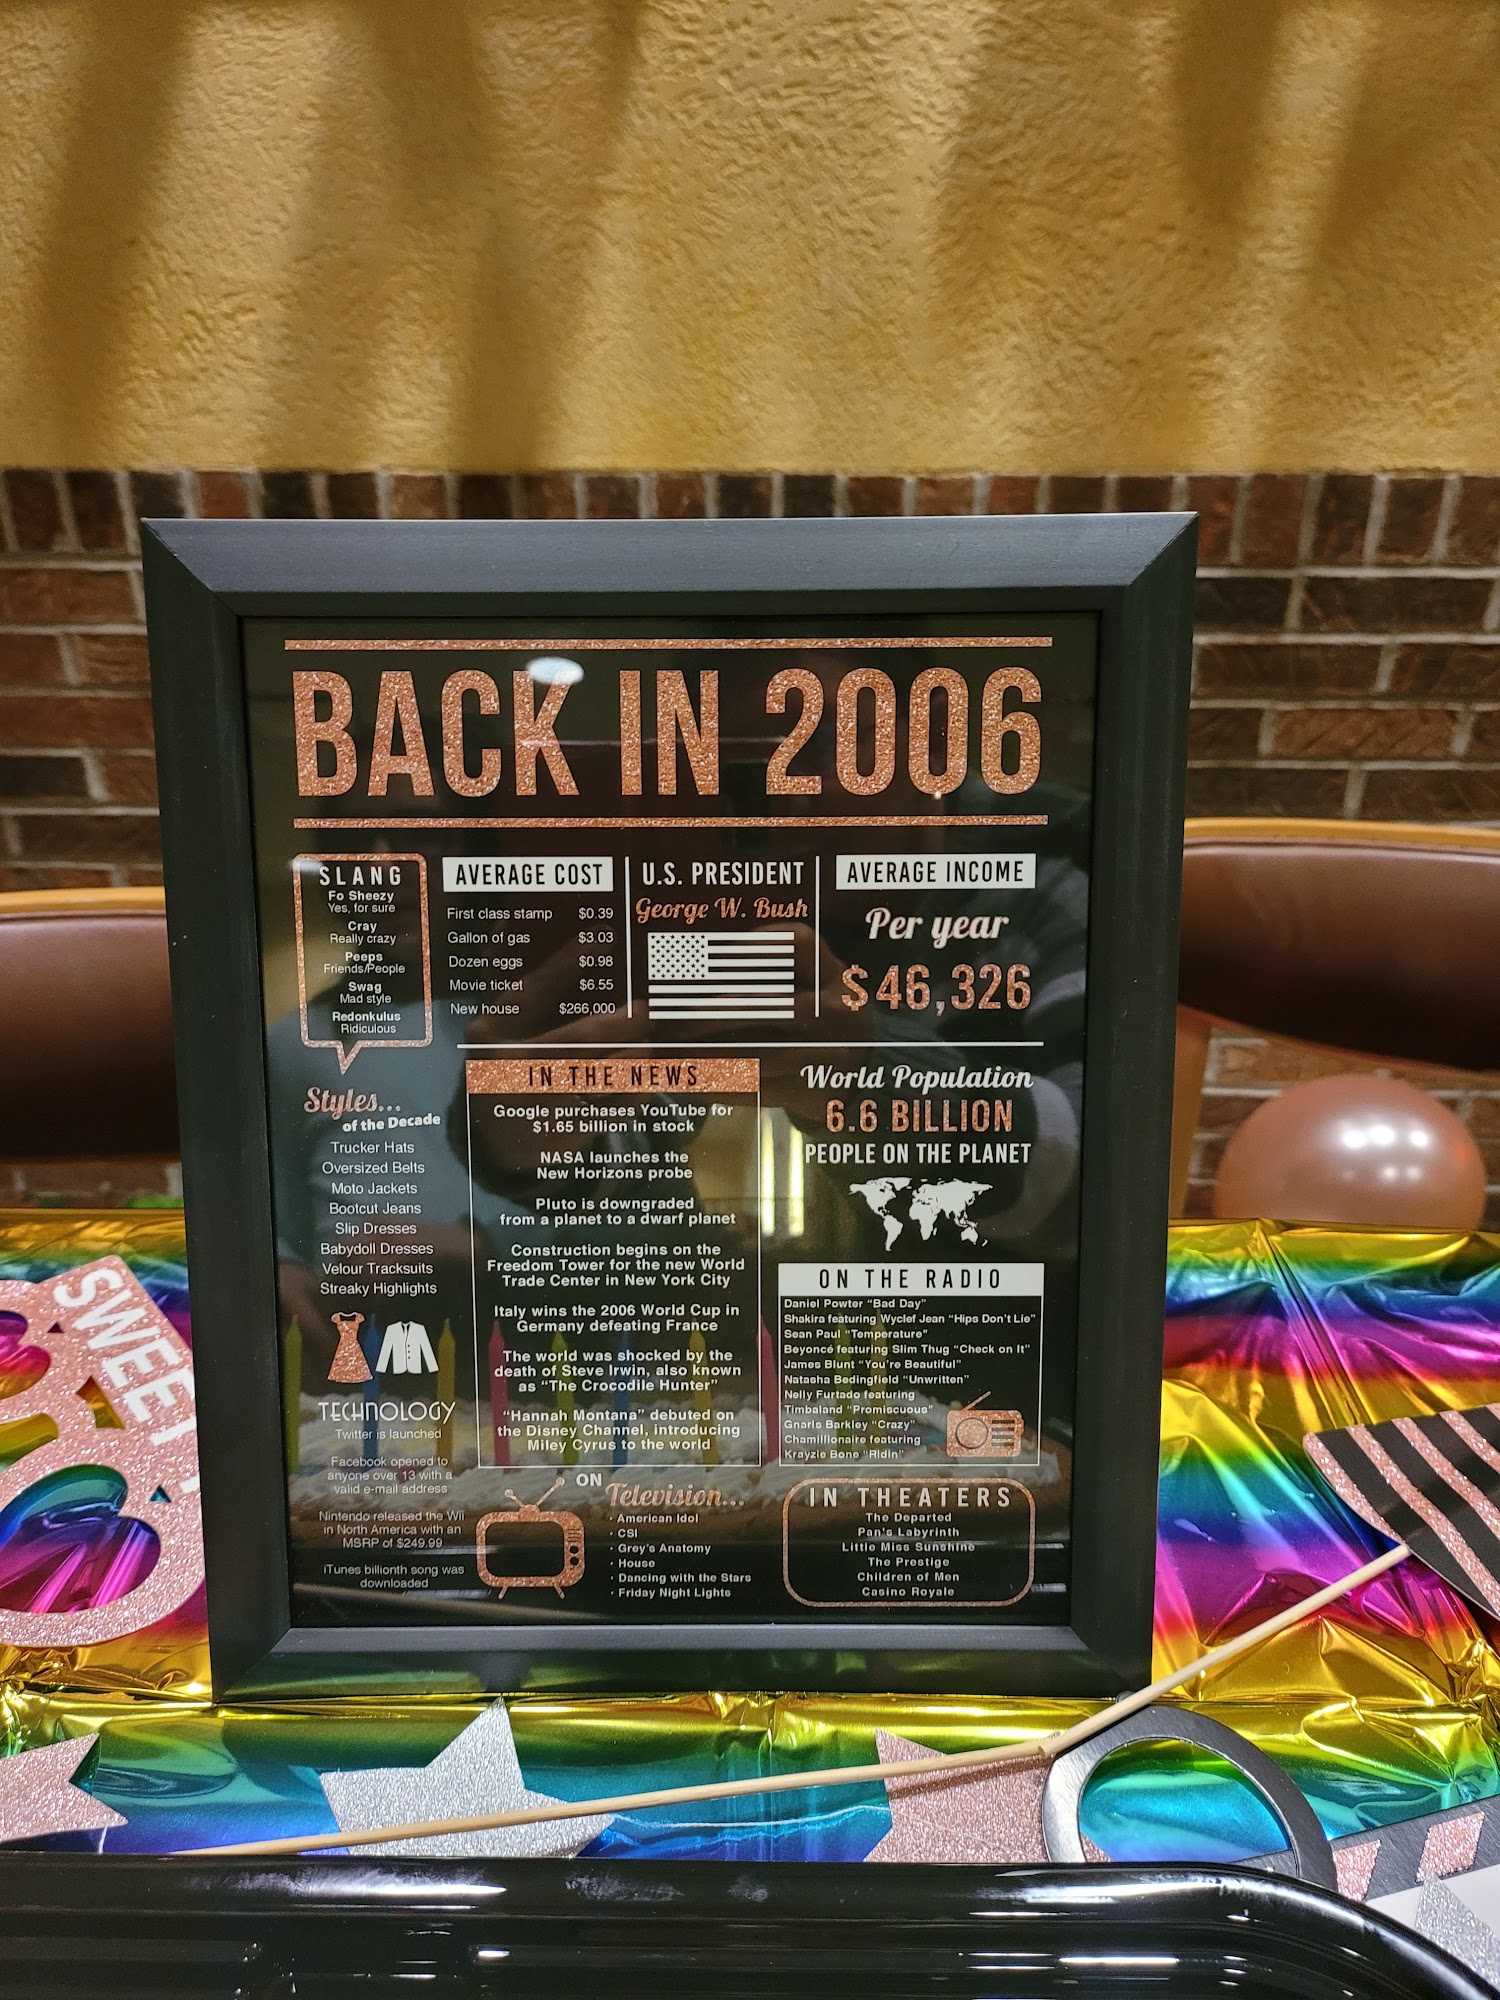 BACK IN 2006
SLANG
Fo Sheezy
Yes, for sure
Cray
Really crazy
Peeps
Friends/People
Swag
Mad style
Redonkulus
Ridiculous
AVERAGE COST
First class stamp $0.39
Gallon of gas $3.03
Dozen eggs $0.98
Movie ticket $6.55
New house $266,000
U.S. PRESIDENT
George W. Bush
AVERAGE INCOME
Per year
$46,326
Styles...
of the Decade
Trucker Hats
Oversized Belts
Moto Jackets
Bootcut Jeans
Slip Dresses
Babydoll Dresses
Velour Tracksuits
Streaky Highlights
TECHNOLOGY
Twitter is launched
Facebook opened to
anyone over 13 with a
valid e-mail address
Nintendo released the Wii
in North America with an
MSRP of $249.99
iTunes billionth song was
downloaded
IN THE NEWS
Google purchases YouTube for
$1.65 billion in stock
NASA launches the
New Horizons probe
Pluto is downgraded
from a planet to a dwarf planet
Construction begins on the
Freedom Tower for the new World
Trade Center in New York City
Italy wins the 2006 World Cup in
Germany defeating France
The world was shocked by the
death of Steve Irwin, also known
as “The Crocodile Hunter”
“Hannah Montana” debuted on
the Disney Channel, introducing
Miley Cyrus to the world
ON Television...
· American Idol
· CSI
· Grey's Anatomy
· House
· Dancing with the Stars
· Friday Night Lights
World Population
6.6 BILLION
PEOPLE ON THE PLANET
ON THE RADIO
Daniel Powter “Bad Day”
Shakira featuring Wyclef Jean “Hips Don't Lie”
Sean Paul “Temperature”
Beyoncé featuring Slim Thug “Check on It”
James Blunt “You're Beautiful”
Natasha Bedingfield “Unwritten”
Nelly Furtado featuring
Timbaland “Promiscuous”
Gnarls Barkley “Crazy”
Chamillionaire featuring
Krayzie Bone “Ridin”
IN THEATERS
The Departed
Pan's Labyrinth
Little Miss Sunshine
The Prestige
Children of Men
Casino Royale
SWEET